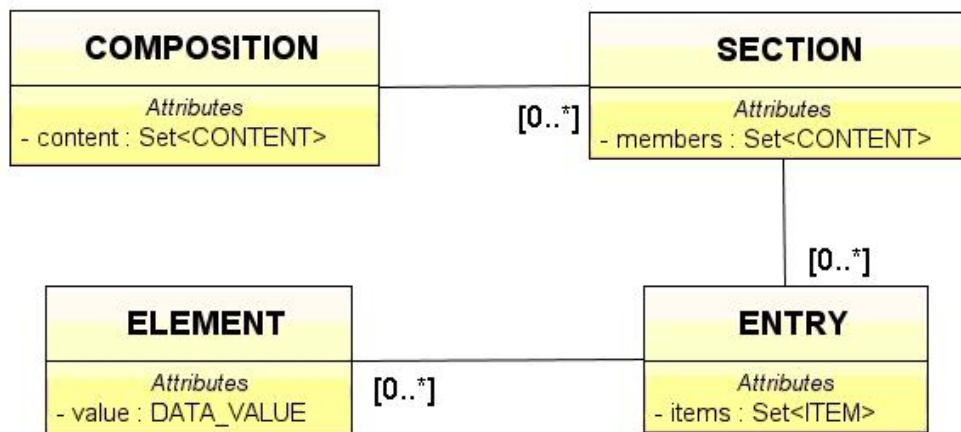 COMPOSITION
Attributes
- content : Set<CONTENT>
[0..*]
SECTION
Attributes
- members : Set<CONTENT>
[0..*]
ELEMENT
Attributes
- value : DATA_VALUE
[0..*]
ENTRY
Attributes
- items : Set<ITEM>